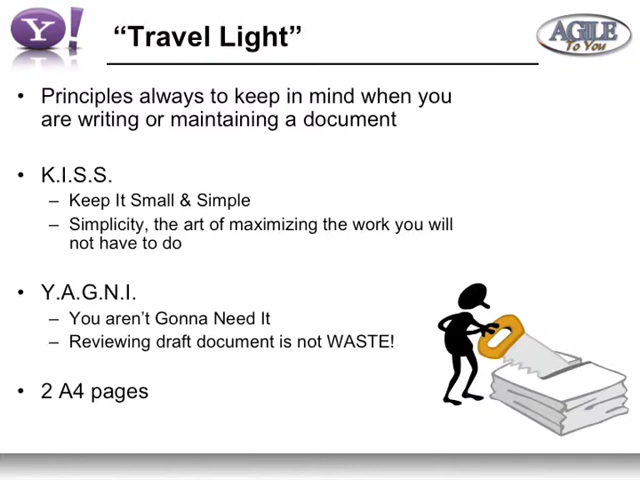 Y!
"Travel Light"
AGILE
To You
• Principles always to keep in mind when you
are writing or maintaining a document
• K.I.S.S.
– Keep It Small & Simple
– Simplicity, the art of maximizing the work you will
not have to do
• Y.A.G.N.I.
– You aren't Gonna Need It
– Reviewing draft document is not WASTE!
• 2 A4 pages